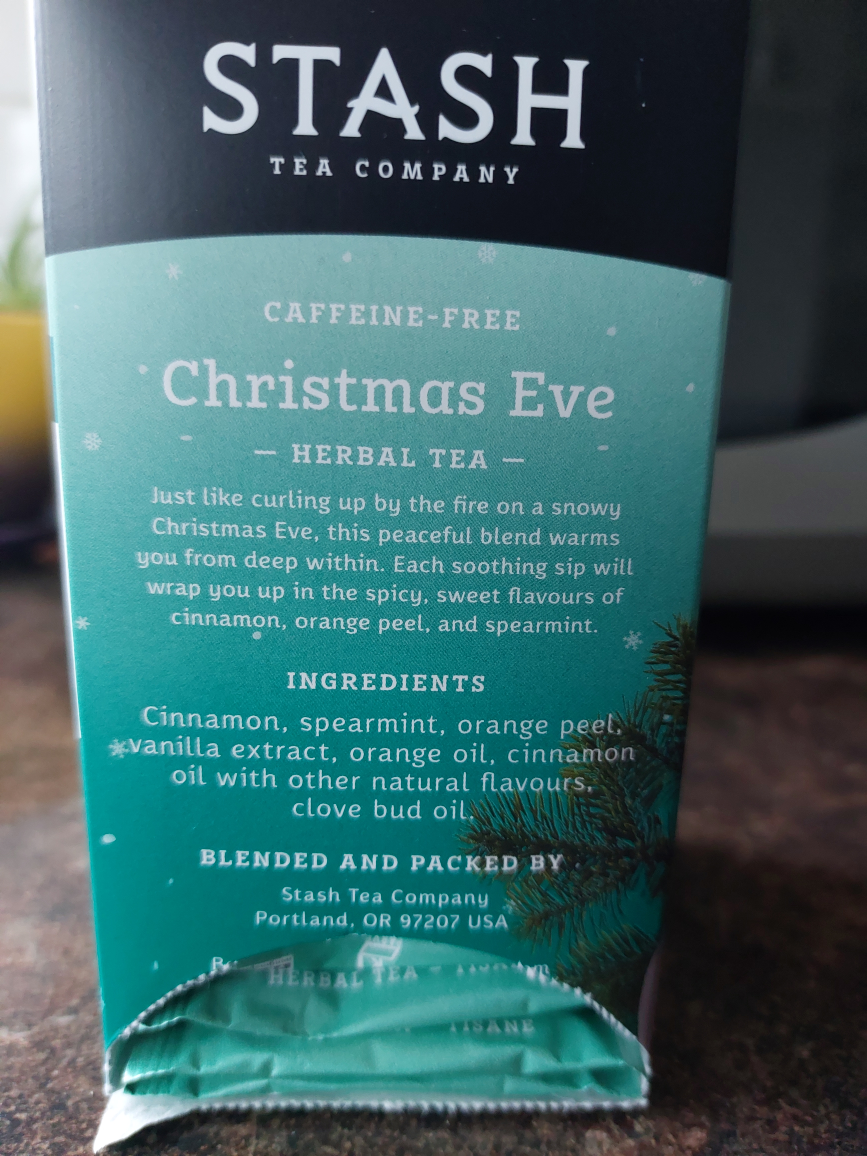 STASH
TEA COMPANY
CAFFEINE-FREE
Christmas Eve
— HERBAL TEA —
Just like curling up by the fire on a snowy
Christmas Eve, this peaceful blend warms
you from deep within. Each soothing sip will
wrap you up in the spicy, sweet flavours of
cinnamon, orange peel, and spearmint.
INGREDIENTS
Cinnamon, spearmint, orange peel,
vanilla extract, orange oil, cinnamon
oil with other natural flavours,
clove bud oil.
BLENDED AND PACKED BY
Stash Tea Company
Portland, OR 97207 USA
HERBAL TEA
TISANE